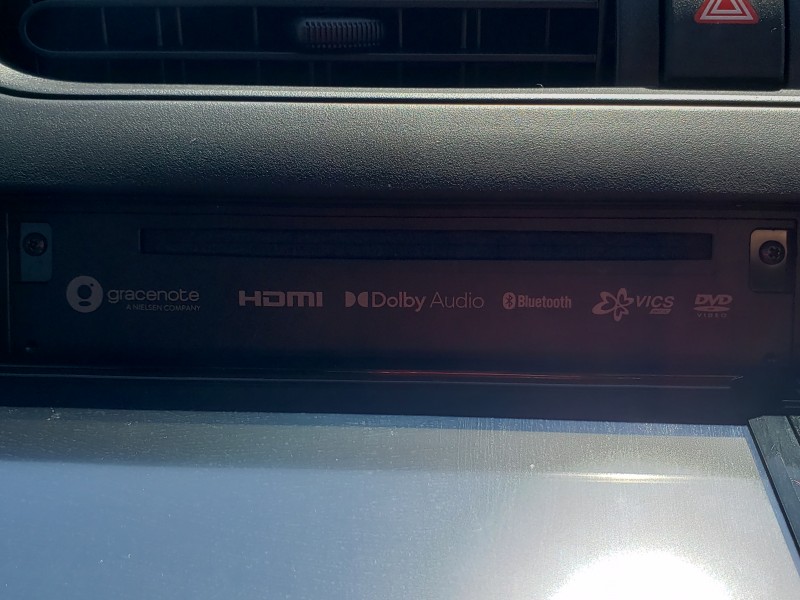 gracenote
A NIELSEN COMPANY
HDMI
Dolby Audio
Bluetooth
VICS
DVD
VIDEO